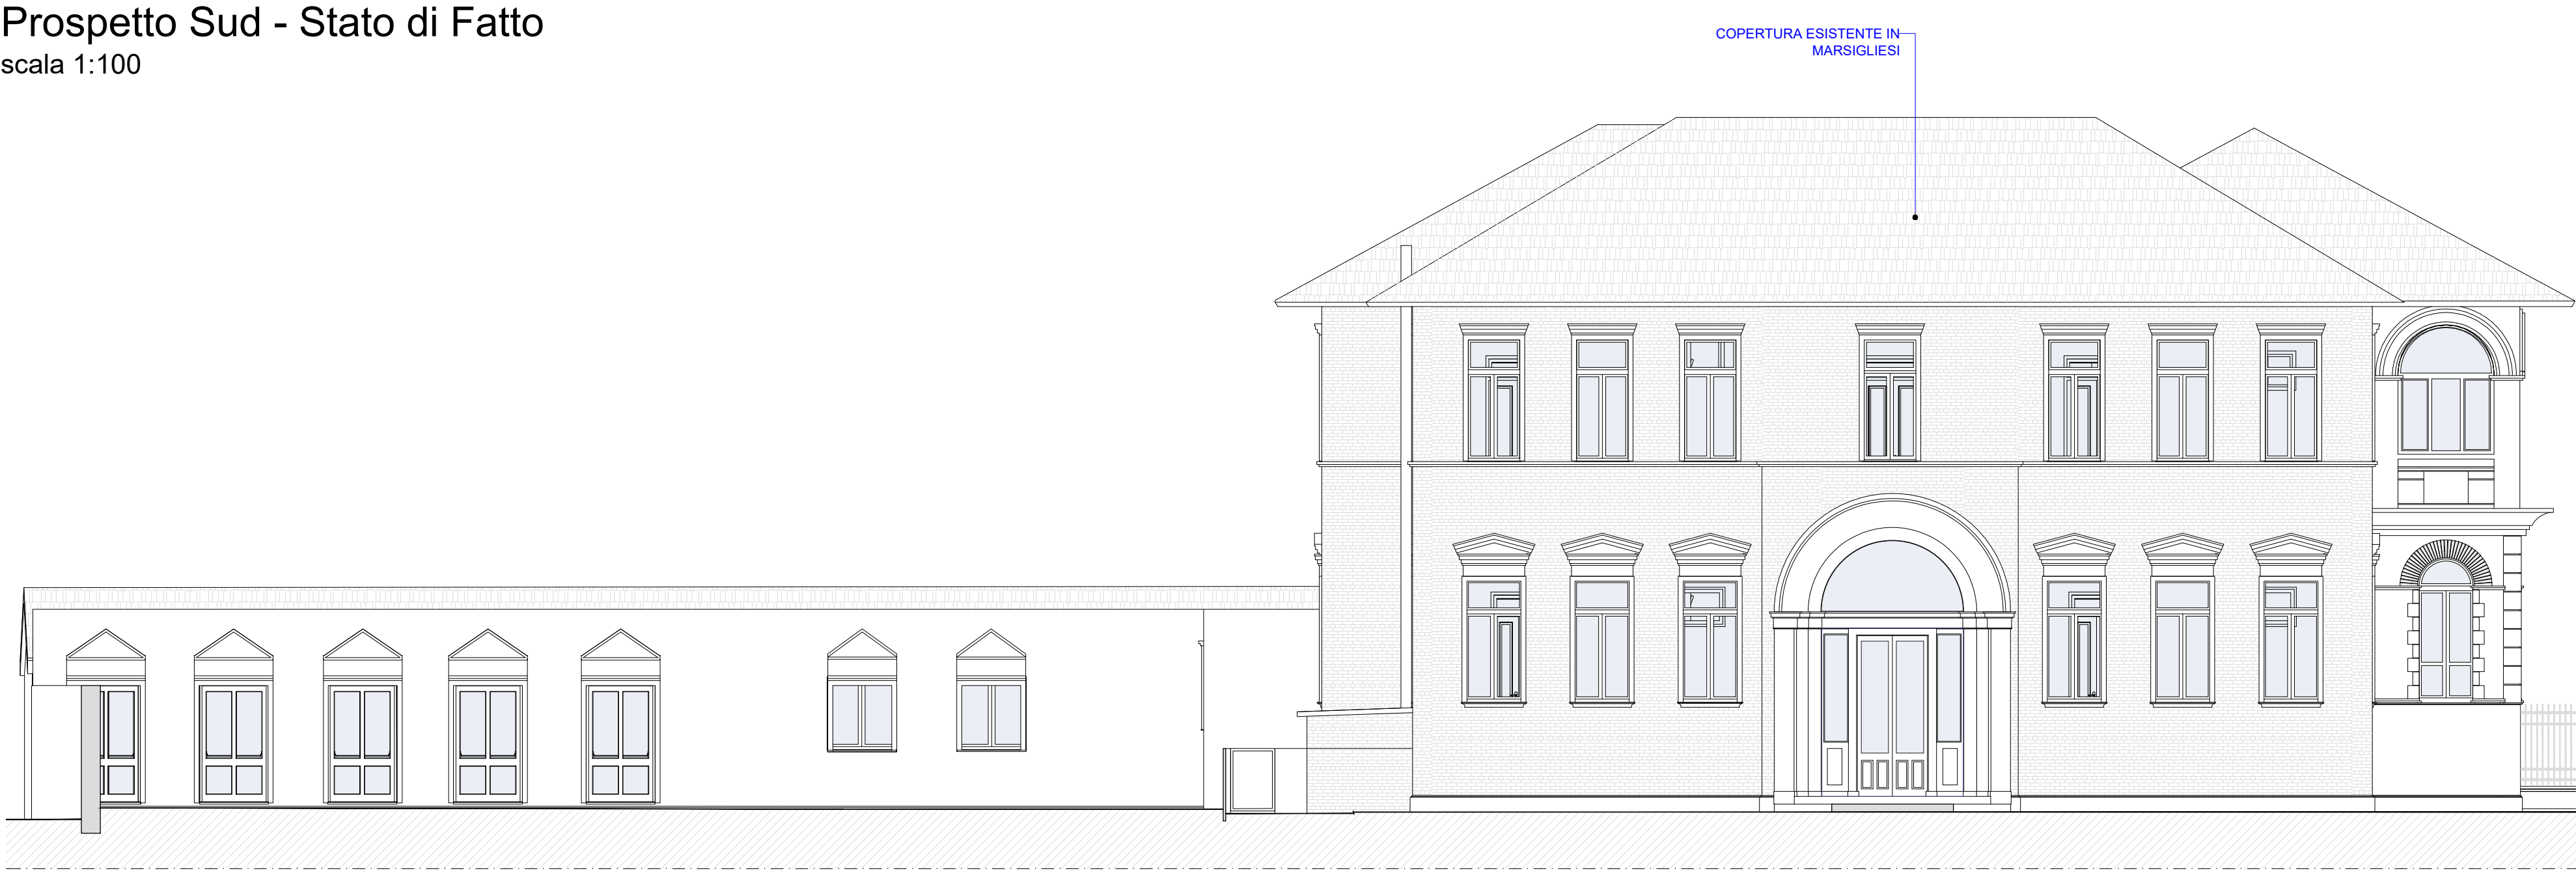 Prospetto Sud - Stato di Fatto
scala 1:100
COPERTURA ESISTENTE IN
MARSIGLIESI